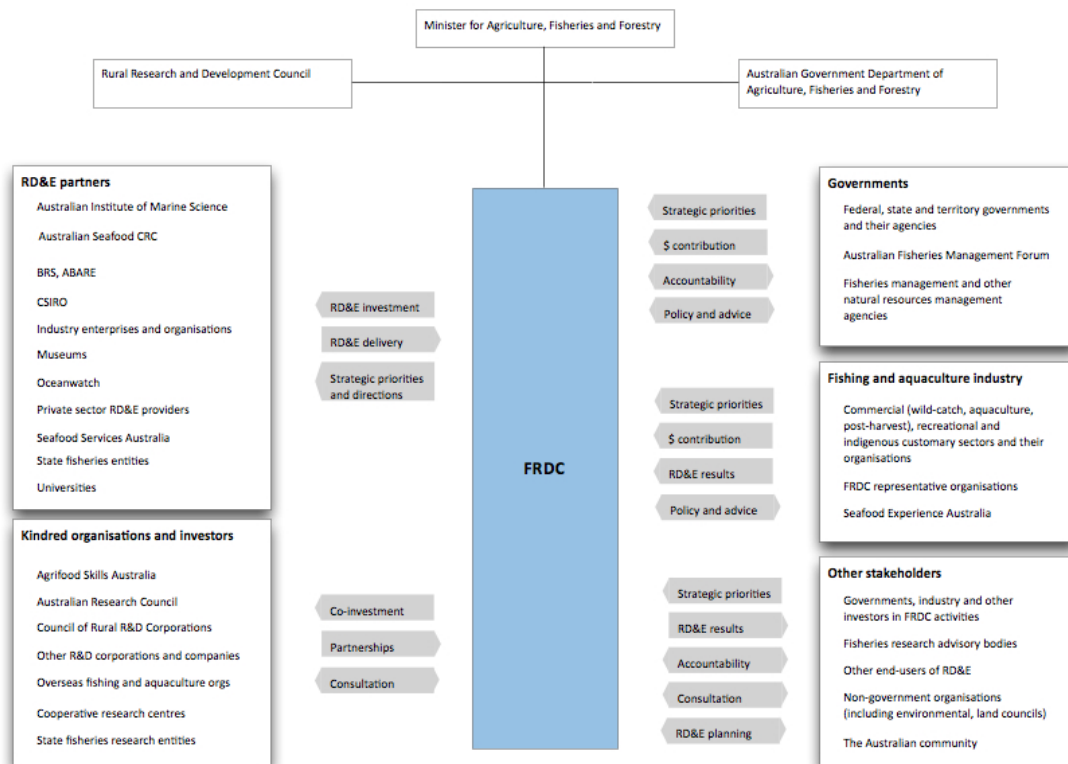 Minister for Agriculture, Fisheries and Forestry
Rural Research and Development Council
Australian Government Department of
Agriculture, Fisheries and Forestry
RD&E partners
Australian Institute of Marine Science
Australian Seafood CRC
BRS, ABARE
CSIRO
Industry enterprises and organisations
Museums
Oceanwatch
Private sector RD&E providers
Seafood Services Australia
State fisheries entities
Universities
Kindred organisations and investors
Agrifood Skills Australia
Australian Research Council
Council of Rural R&D Corporations
Other R&D corporations and companies
Overseas fishing and aquaculture orgs
Cooperative research centres
State fisheries research entities
RD&E investment
RD&E delivery
Strategic priorities
and directions
Co-investment
Partnerships
Consultation
FRDC
Strategic priorities
$ contribution
Accountability
Policy and advice
Strategic priorities
$ contribution
RD&E results
Policy and advice
Strategic priorities
RD&E results
Accountability
Consultation
RD&E planning
Governments
Federal, state and territory governments
and their agencies
Australian Fisheries Management Forum
Fisheries management and other
natural resources management
agencies
Fishing and aquaculture industry
Commercial (wild-catch, aquaculture,
post-harvest), recreational and
indigenous customary sectors and their
organisations
FRDC representative organisations
Seafood Experience Australia
Other stakeholders
Governments, industry and other
investors in FRDC activities
Fisheries research advisory bodies
Other end-users of RD&E
Non-government organisations
(including environmental, land councils)
The Australian community